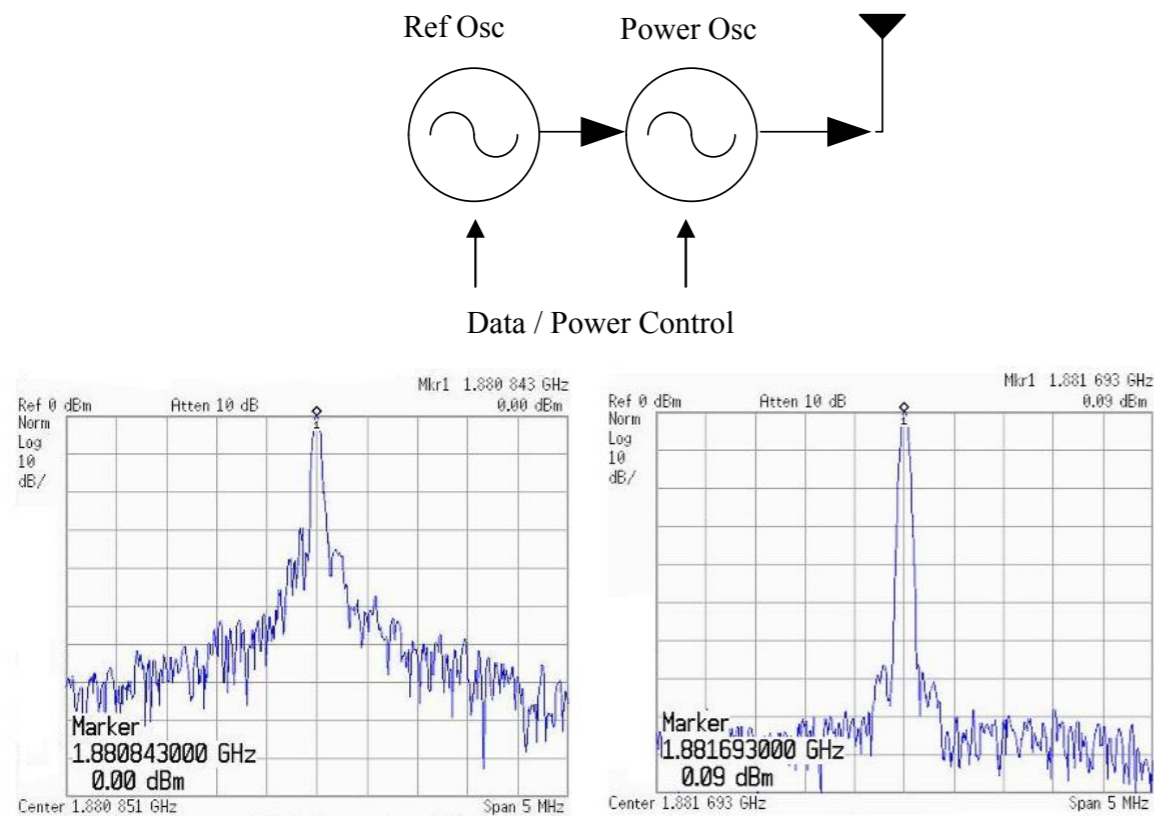 Ref Osc
Power Osc
Data / Power Control
Mkr1 1.880 843 GHz
Ref 0 dBm Atten 10 dB 0.00 dBm
Norm
Log
10
dB/
1
Marker
1.880843000 GHz
0.00 dBm
Center 1.880 851 GHz Span 5 MHz
Mkr1 1.881 693 GHz
Ref 0 dBm Atten 10 dB 0.09 dBm
Norm
Log
10
dB/
1
Marker
1.881693000 GHz
0.09 dBm
Center 1.881 693 GHz Span 5 MHz